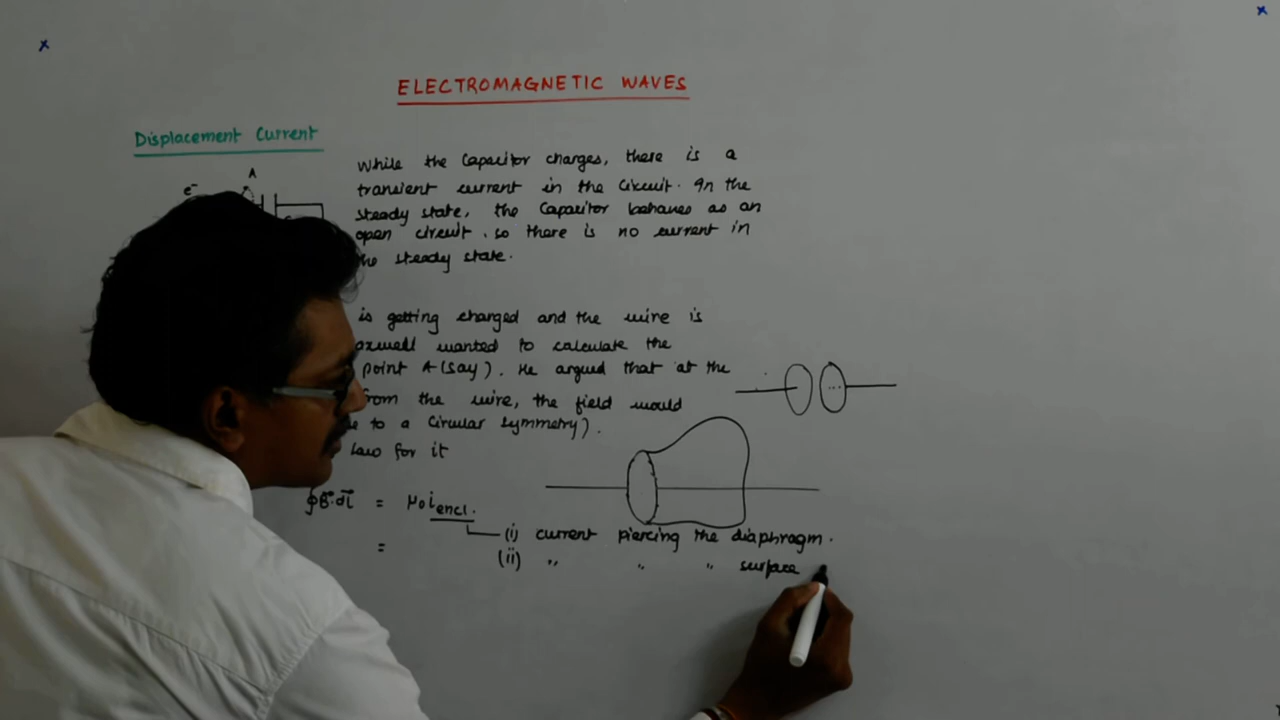 ELECTROMAGNETIC WAVES
Displacement Current
A
e⁻
While the Capacitor charges, there is a
transient current in the Circuit. In the
steady state, the Capacitor behaves as an
open circuit. so there is no current in
steady state.
is getting charged and the wire is
wanted to calculate the
point A (say). He argued that at the
from the wire, the field would
to a Circular Symmetry).
law for it
∮B⃗·dl⃗ = μ₀i encl.
= (i) current piercing the diaphragm.
(ii) " " " surface